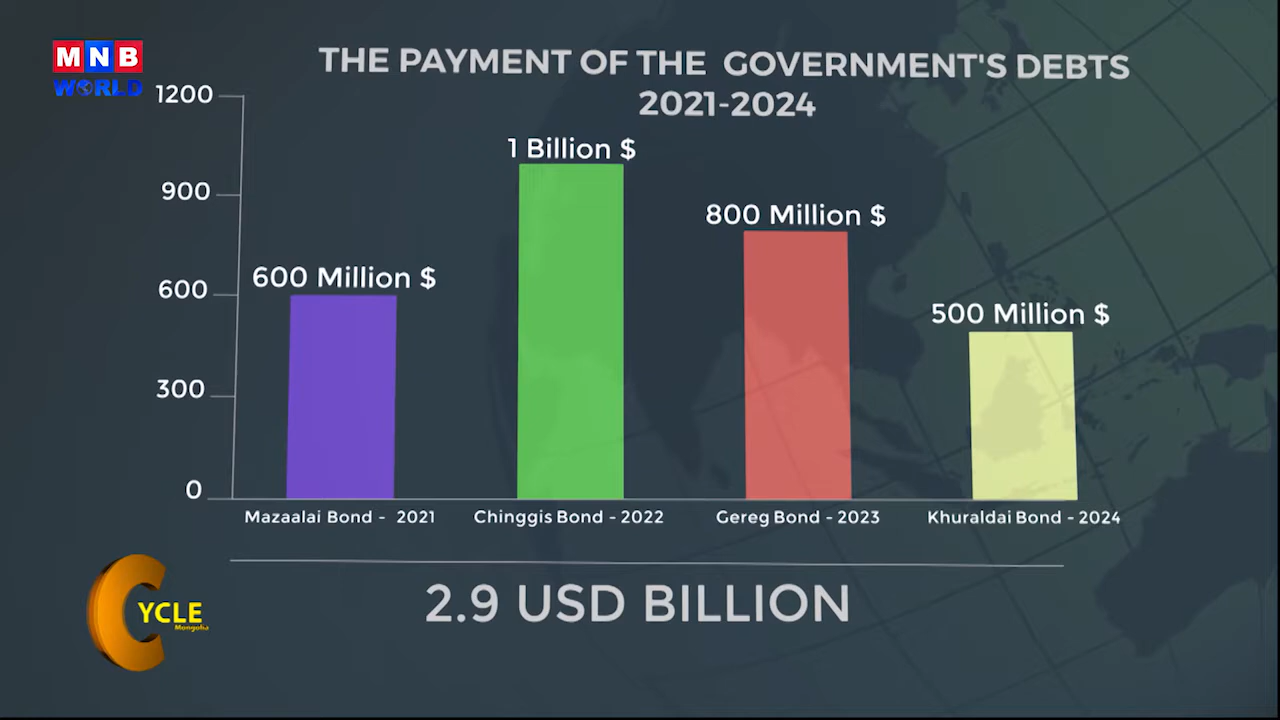 MNB
WORLD
THE PAYMENT OF THE GOVERNMENT'S DEBTS
2021-2024
1200
900
600
300
0
600 Million $
1 Billion $
800 Million $
500 Million $
Mazaalai Bond - 2021
Chinggis Bond - 2022
Gereg Bond - 2023
Khuraldai Bond - 2024
2.9 USD BILLION
CYCLE
Mongolia